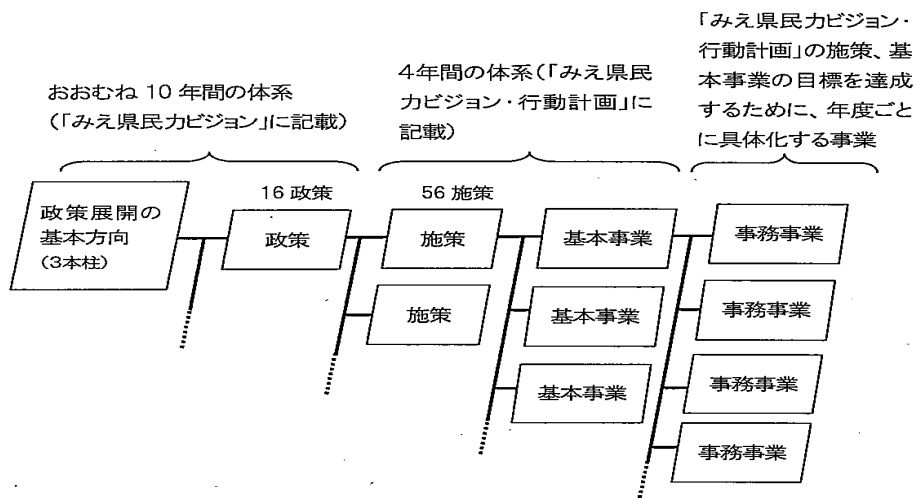 おおむね 10 年間の体系
(「みえ県民力ビジョン」に記載)
4年間の体系(「みえ県民
力ビジョン・行動計画」に
記載)
「みえ県民力ビジョン・
行動計画」の施策、基
本事業の目標を達成
するために、年度ごと
に具体化する事業
政策展開の
基本方向
(3本柱)
16 政策
政策
56 施策
施策
施策
基本事業
基本事業
基本事業
事務事業
事務事業
事務事業
事務事業